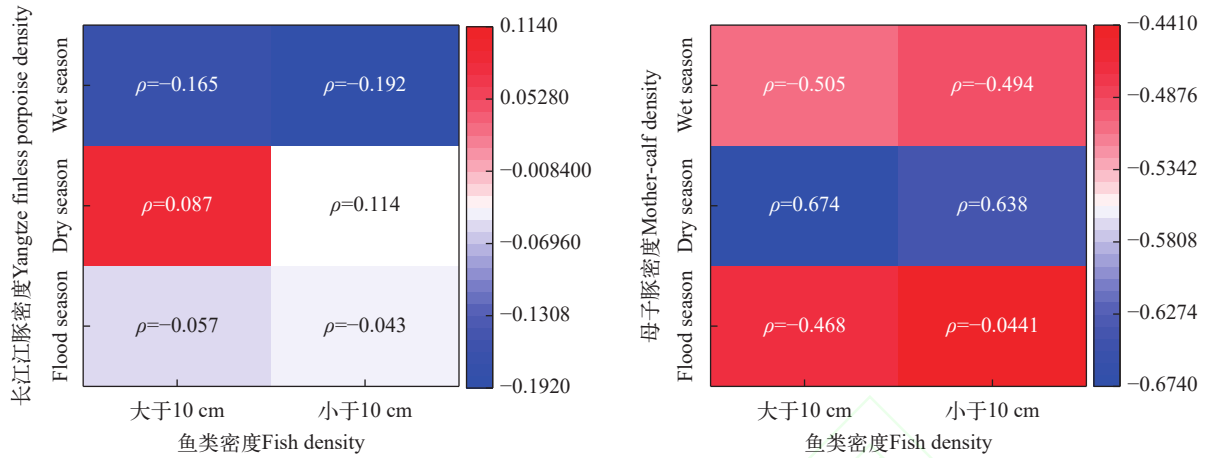 长江江豚密度Yangtze finless porpoise density
Wet season
Dry season
Flood season
ρ=−0.165
ρ=−0.192
ρ=0.087
ρ=0.114
ρ=−0.057
ρ=−0.043
大于10 cm
小于10 cm
鱼类密度Fish density
0.1140
0.05280
−0.008400
−0.06960
−0.1308
−0.1920
母子豚密度Mother-calf density
Wet season
Dry season
Flood season
ρ=−0.505
ρ=−0.494
ρ=0.674
ρ=0.638
ρ=−0.468
ρ=−0.0441
大于10 cm
小于10 cm
鱼类密度Fish density
−0.4410
−0.4876
−0.5342
−0.5808
−0.6274
−0.6740